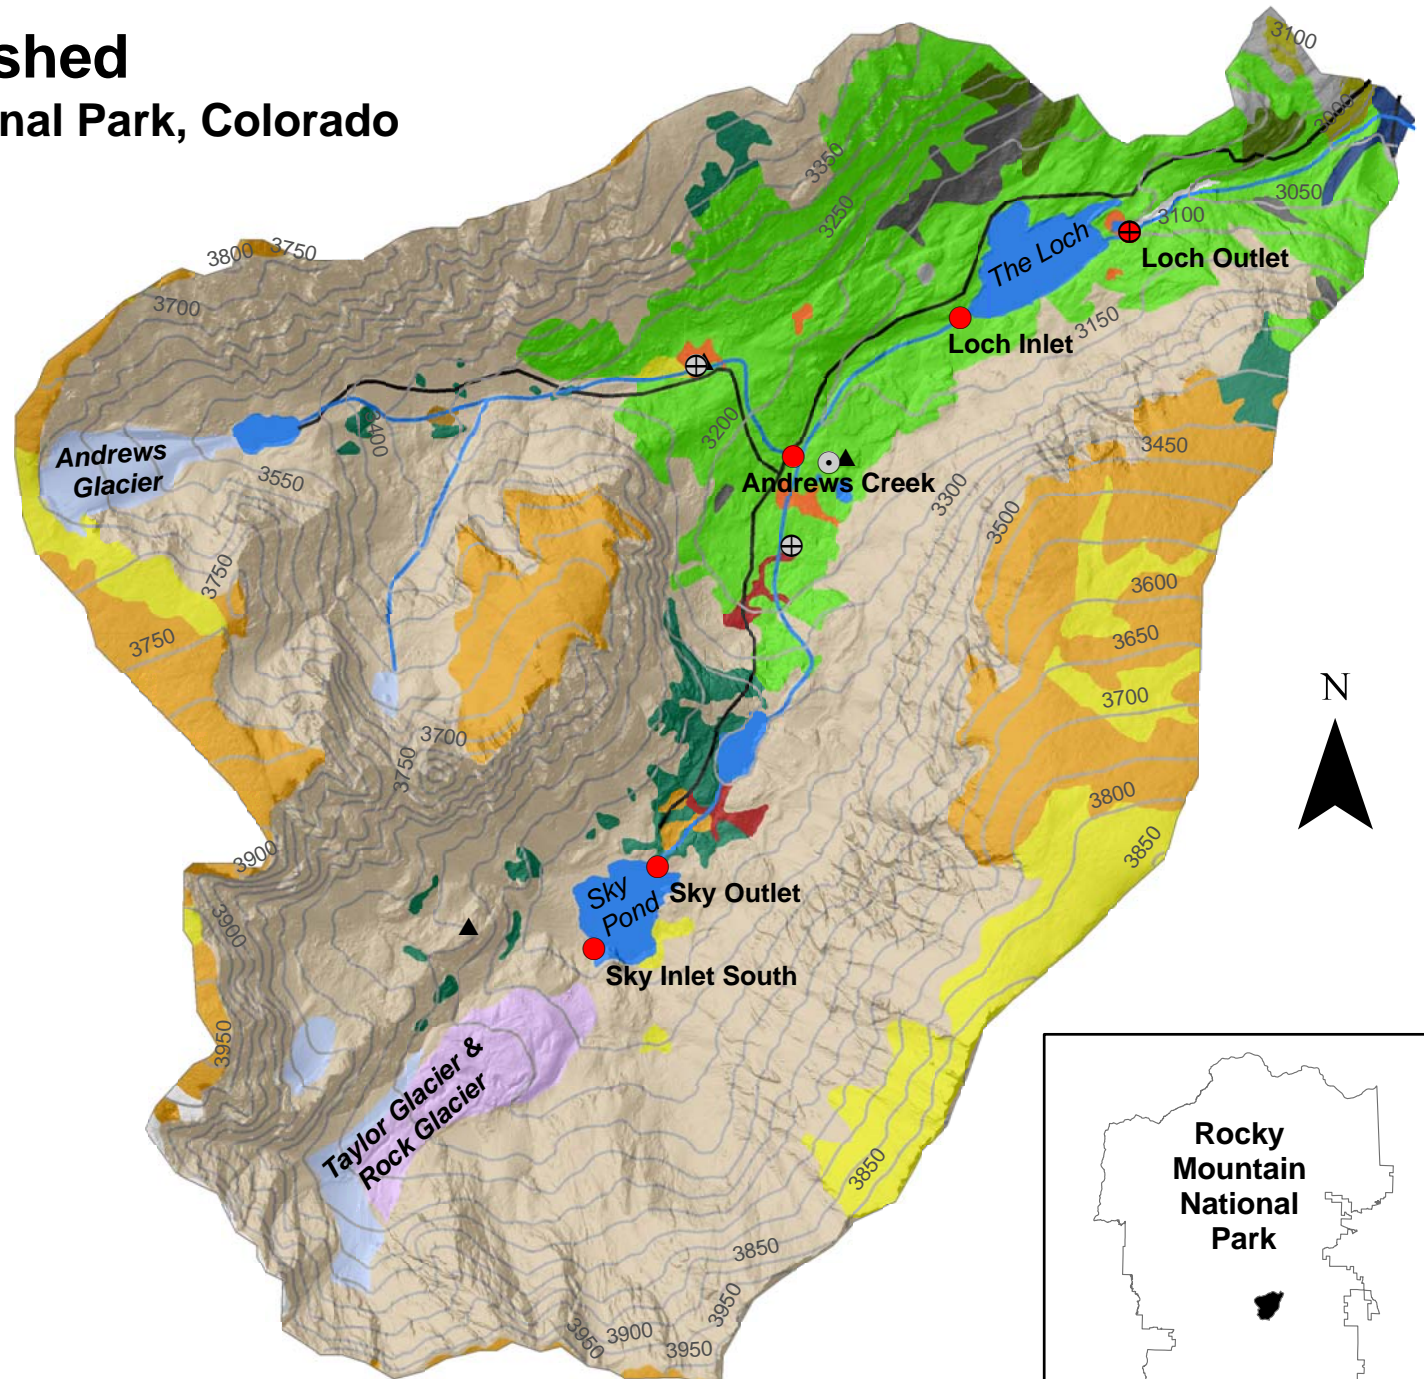 shed
nal Park, Colorado
3100
3000
3350
3050
3250
3100
The Loch
Loch Outlet
3800
3750
3700
3150
Loch Inlet
3200
3400
Andrews
Glacier
3550
3450
Andrews Creek
3300
3500
3750
3600
3750
3650
3700
N
3700
3750
3800
3850
3900
Sky
Pond
Sky Outlet
3900
Sky Inlet South
3950
Taylor Glacier &
Rock Glacier
3850
3850
3950
3950
3900
3950
Rocky
Mountain
National
Park